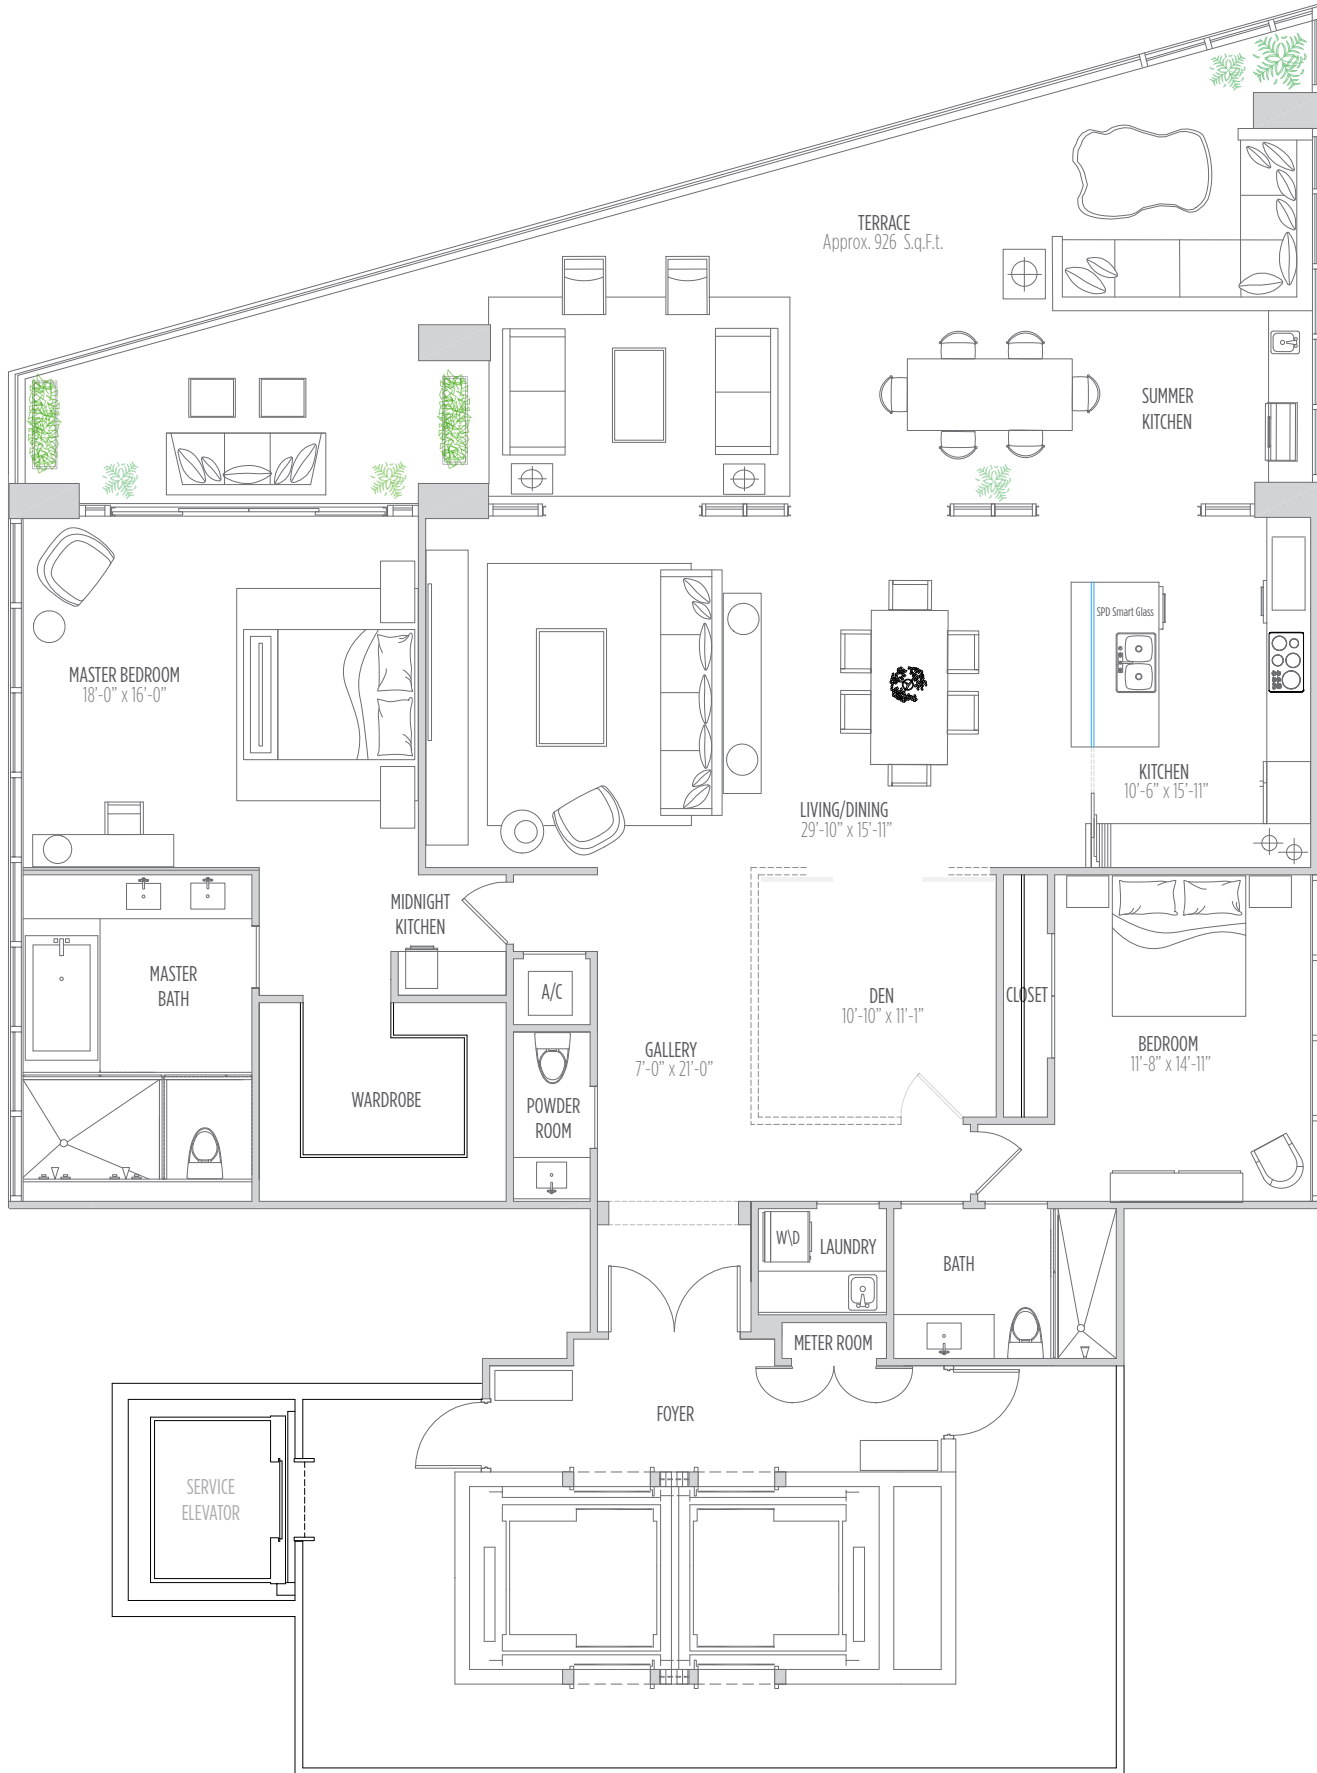 TERRACE
Approx. 926 S.q.F.t.
SUMMER
KITCHEN
SPD Smart Glass
MASTER BEDROOM
18'-0" x 16'-0"
KITCHEN
10'-6" x 15'-11"
LIVING/DINING
29'-10" x 15'-11"
MIDNIGHT
KITCHEN
MASTER
BATH
A/C
DEN
10'-10" x 11'-1"
CLOSET
GALLERY
7'-0" x 21'-0"
BEDROOM
11'-8" x 14'-11"
WARDROBE
POWDER
ROOM
W\D
LAUNDRY
BATH
METER ROOM
FOYER
SERVICE
ELEVATOR